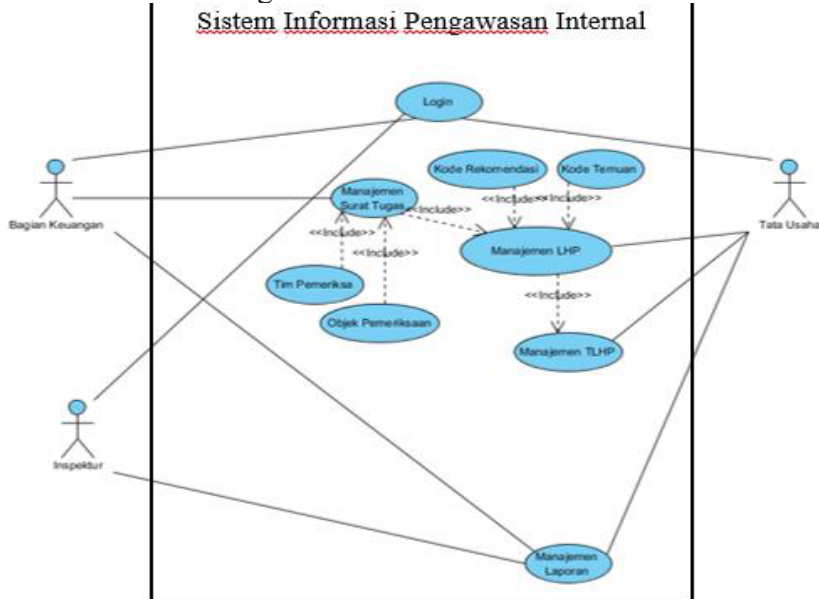 Sistem Informasi Pengawasan Internal
Login
Kode Rekomendasi
Kode Temuan
Manajemen
Surat Tugas
<<Include>>
<<Include>>
<<Include>>
Bagian Keuangan
Tata Usaha
<<Include>>
<<Include>>
Manajemen LHP
Tim Pemeriksa
<<Include>>
Objek Pemeriksaan
Manajemen TLHP
Inspektur
Manajemen
Laporan